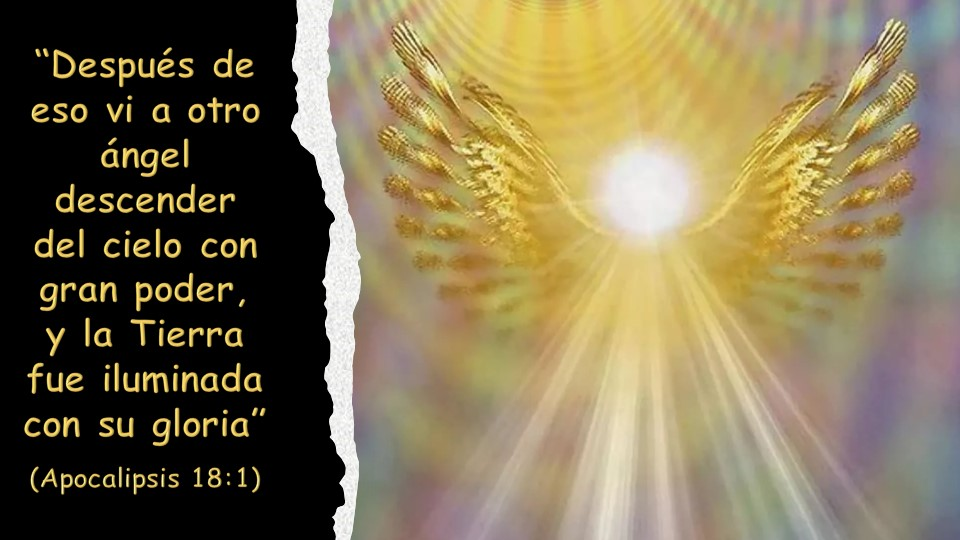 “Después de
eso vi a otro
ángel
descender
del cielo con
gran poder,
y la Tierra
fue iluminada
con su gloria”
(Apocalipsis 18:1)